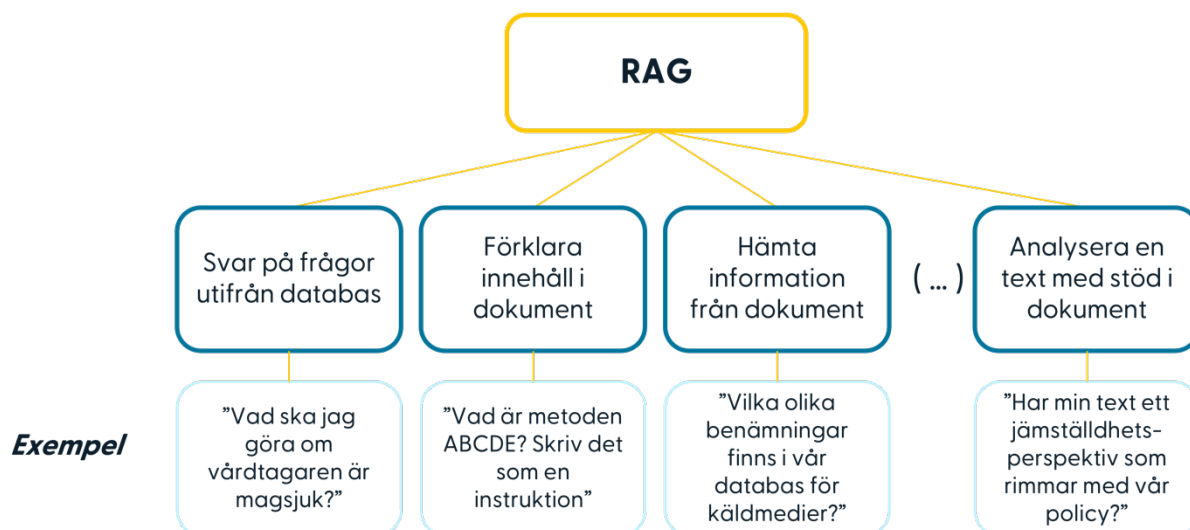 RAG
Svar på frågor
utifrån databas
Förklara
innehåll i
dokument
Hämta
information
från dokument
( ... )
Analysera en
text med stöd i
dokument
Exempel
”Vad ska jag
göra om
vårdtagaren är
magsjuk?”
”Vad är metoden
ABCDE? Skriv det
som en
instruktion”
”Vilka olika
benämningar
finns i vår
databas för
käldmedier?”
”Har min text ett
jämställdhets-
perspektiv som
rimmar med vår
policy?”